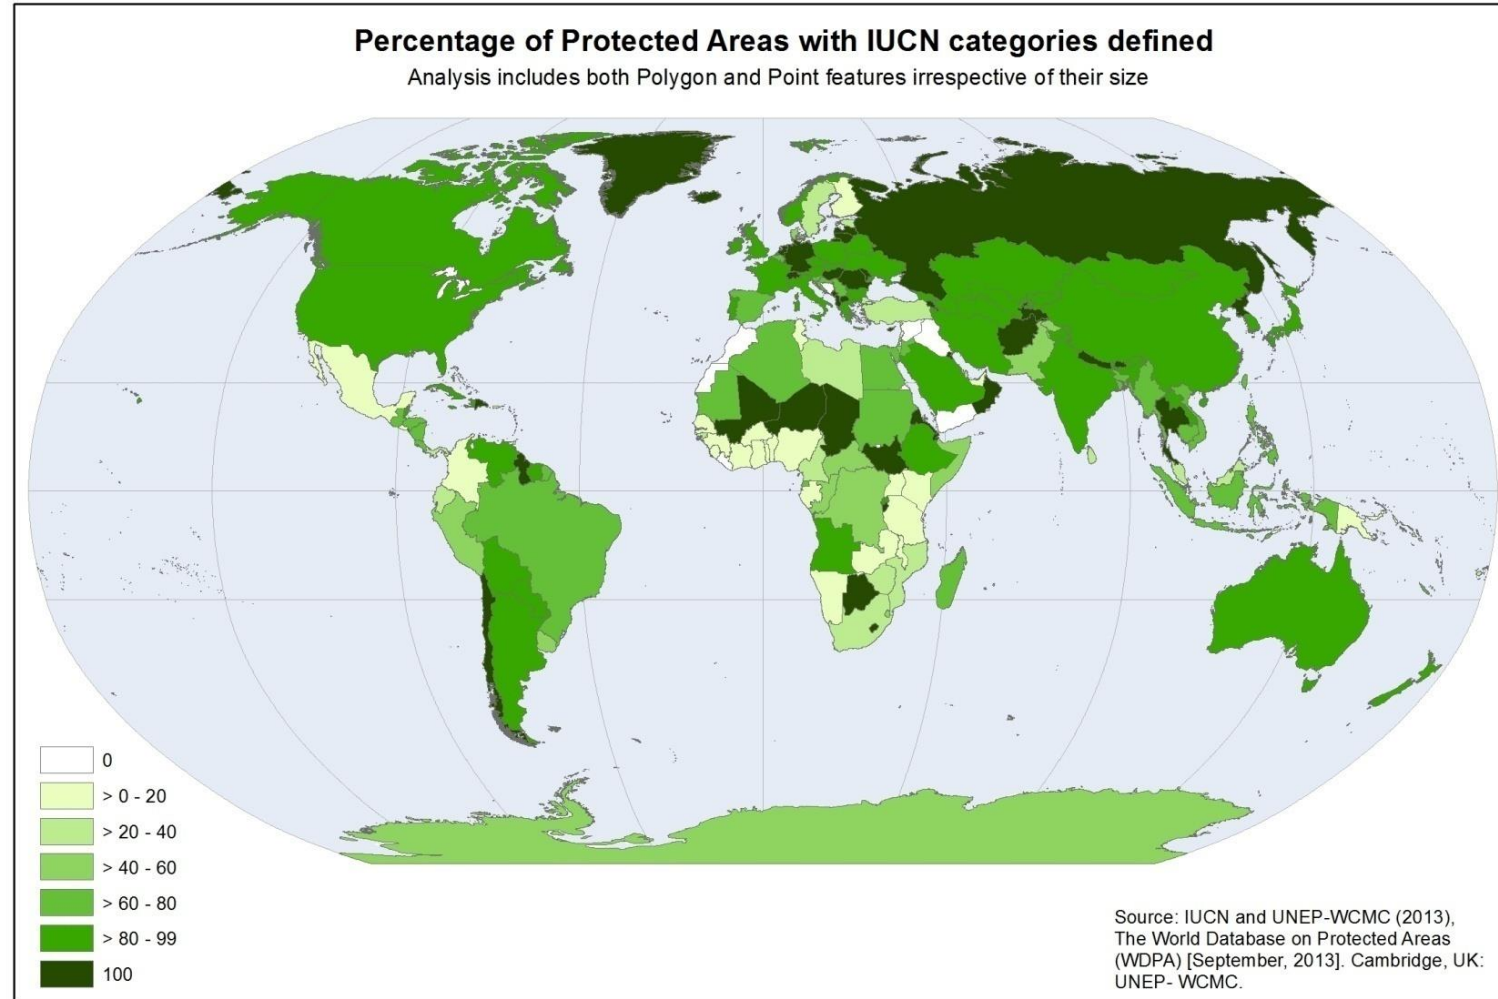 Percentage of Protected Areas with IUCN categories defined
Analysis includes both Polygon and Point features irrespective of their size
0
> 0 - 20
> 20 - 40
> 40 - 60
> 60 - 80
> 80 - 99
100
Source: IUCN and UNEP-WCMC (2013),
The World Database on Protected Areas
(WDPA) [September, 2013]. Cambridge, UK:
UNEP- WCMC.